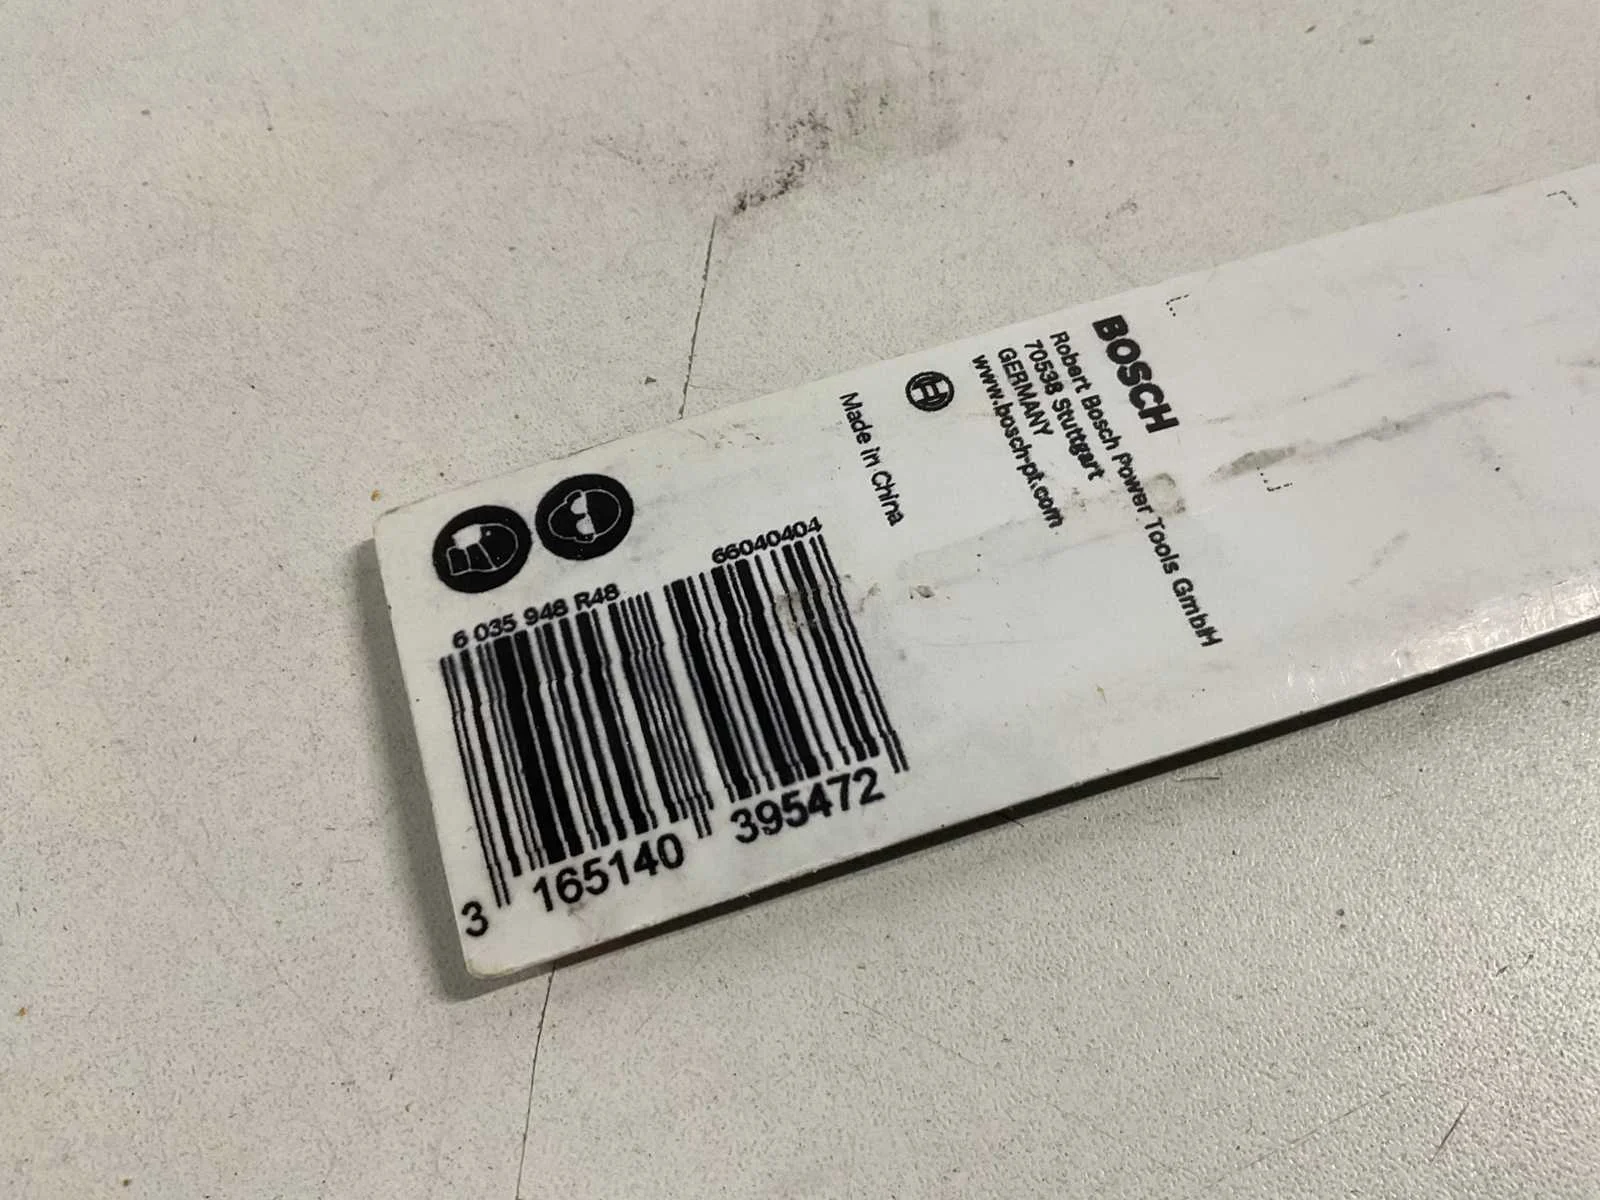 BOSCH
Robert Bosch Power Tools GmbH
70538 Stuttgart
GERMANY
www.bosch-pt.com
Made in China
6 035 948 R48
66040404
3 165140 395472